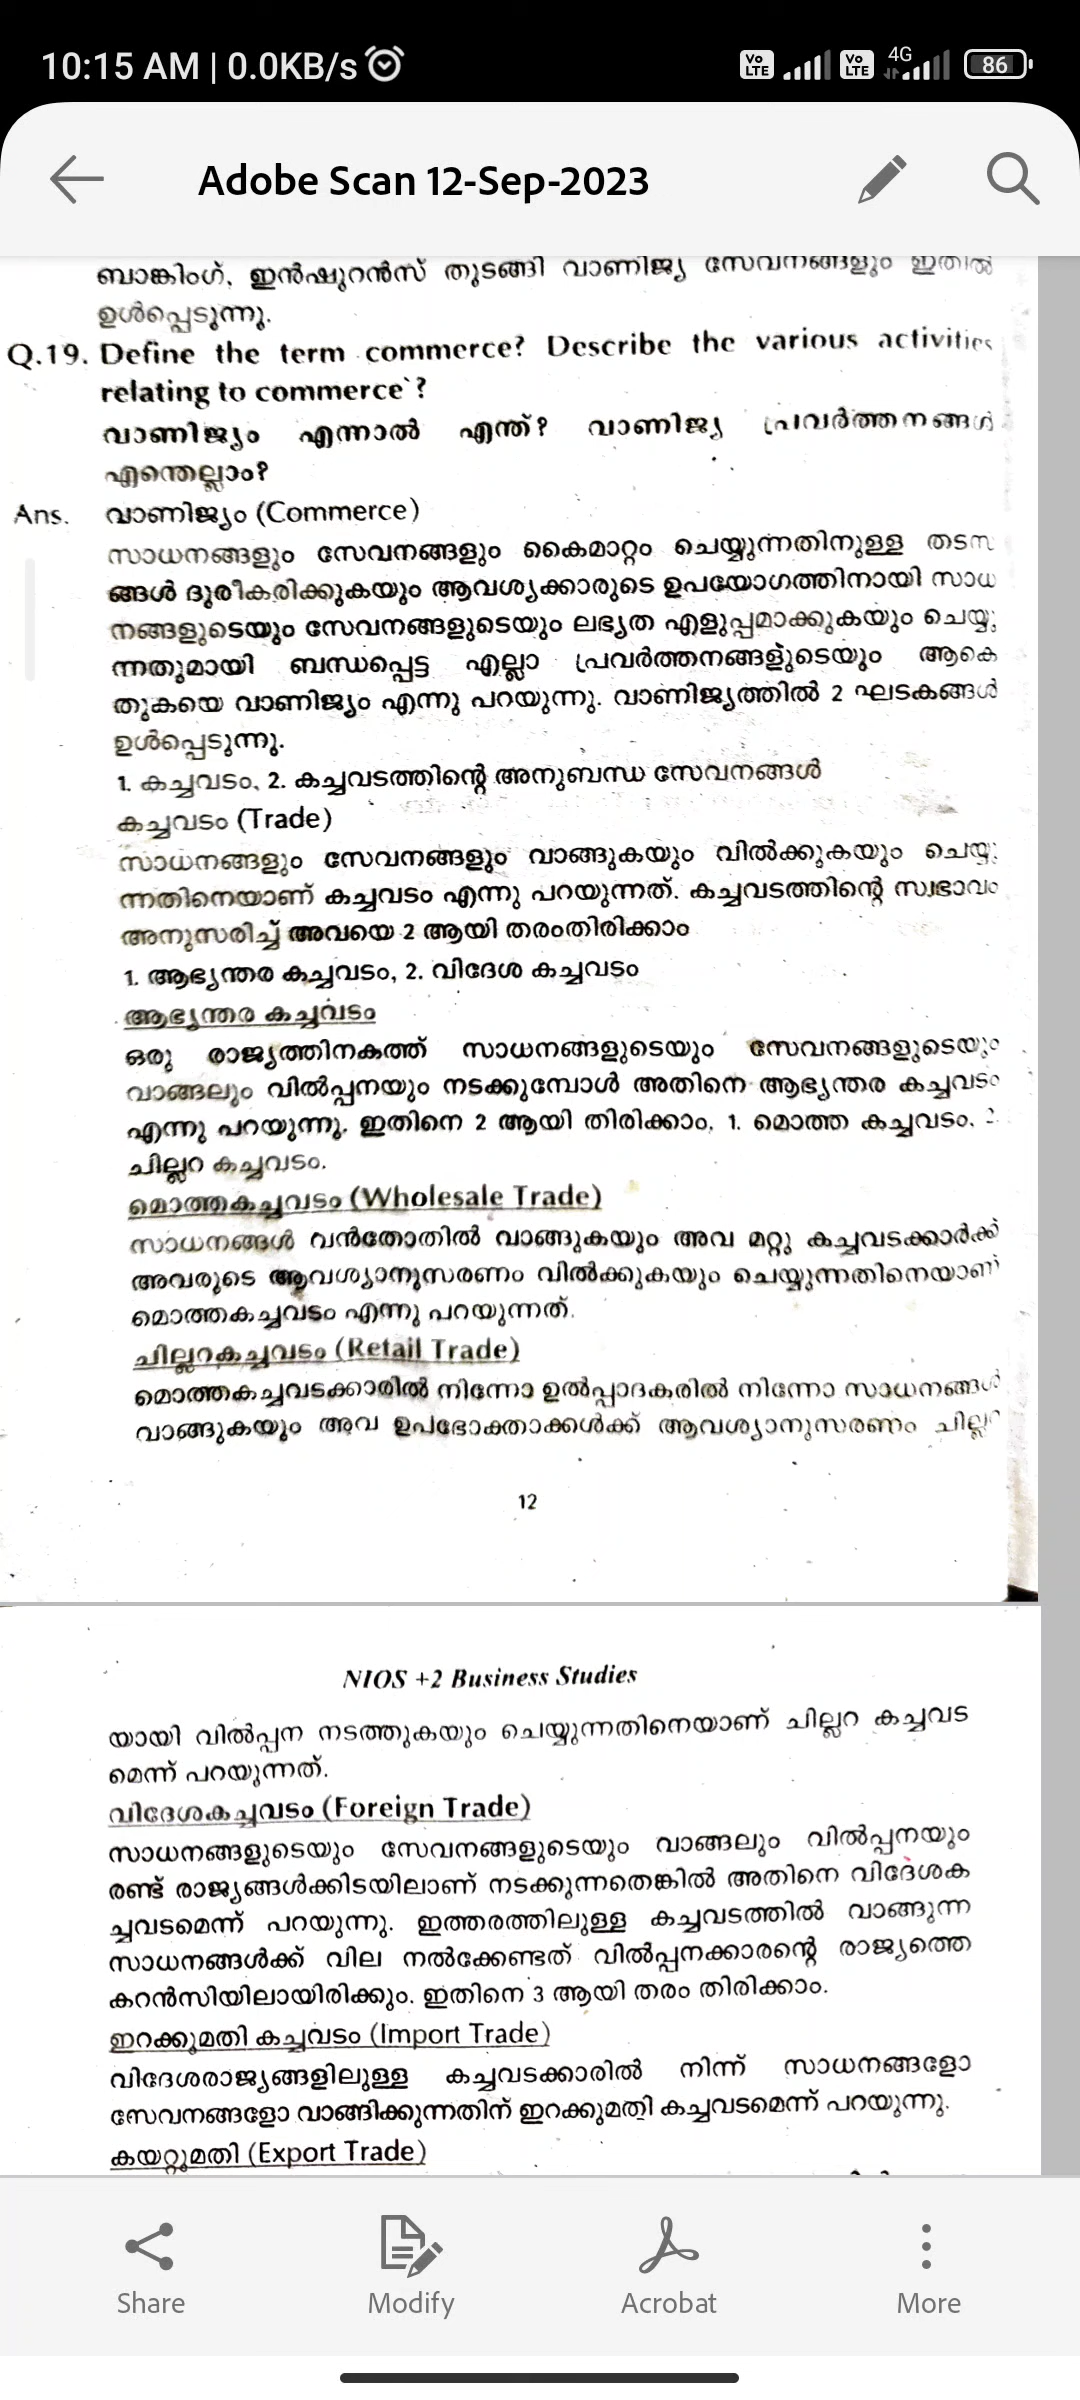 10:15 AM | 0.0KB/s
Vo LTE Vo LTE 4G 86
Adobe Scan 12-Sep-2023
ബാങ്കിംഗ്, ഇൻഷുറൻസ് തുടങ്ങി വാണിജ്യ സേവനങ്ങളും ഇതിൽ
ഉൾപ്പെടുന്നു.
Q.19. Define the term commerce? Describe the various activities
relating to commerce`?
വാണിജ്യം എന്നാൽ എന്ത്? വാണിജ്യ പ്രവർത്തനങ്ങൾ
എന്തെല്ലാം?
Ans. വാണിജ്യം (Commerce)
സാധനങ്ങളും സേവനങ്ങളും കൈമാറ്റം ചെയ്യുന്നതിനുള്ള തടസ
ങ്ങൾ ദുരീകരിക്കുകയും ആവശ്യക്കാരുടെ ഉപയോഗത്തിനായി സാധ
നങ്ങളുടെയും സേവനങ്ങളുടെയും ലഭ്യത എളുപ്പമാക്കുകയും ചെയ്യു
ന്നതുമായി ബന്ധപ്പെട്ട എല്ലാ പ്രവർത്തനങ്ങളുടെയും ആകെ
തുകയെ വാണിജ്യം എന്നു പറയുന്നു. വാണിജ്യത്തിൽ 2 ഘടകങ്ങൾ
ഉൾപ്പെടുന്നു.
1. കച്ചവടം, 2. കച്ചവടത്തിന്റെ അനുബന്ധ സേവനങ്ങൾ
കച്ചവടം (Trade)
സാധനങ്ങളും സേവനങ്ങളും വാങ്ങുകയും വിൽക്കുകയും ചെയ്യു
ന്നതിനെയാണ് കച്ചവടം എന്നു പറയുന്നത്. കച്ചവടത്തിന്റെ സ്വഭാവം
അനുസരിച്ച് അവയെ 2 ആയി തരംതിരിക്കാം
1. ആഭ്യന്തര കച്ചവടം, 2. വിദേശ കച്ചവടം
ആഭ്യന്തര കച്ചവടം
ഒരു രാജ്യത്തിനകത്ത് സാധനങ്ങളുടെയും സേവനങ്ങളുടെയും
വാങ്ങലും വിൽപ്പനയും നടക്കുമ്പോൾ അതിനെ ആഭ്യന്തര കച്ചവടം
എന്നു പറയുന്നു. ഇതിനെ 2 ആയി തിരിക്കാം. 1. മൊത്ത കച്ചവടം. 2.
ചില്ലറ കച്ചവടം.
മൊത്തകച്ചവടം (Wholesale Trade)
സാധനങ്ങൾ വൻതോതിൽ വാങ്ങുകയും അവ മറ്റു കച്ചവടക്കാർക്ക്
അവരുടെ ആവശ്യാനുസരണം വിൽക്കുകയും ചെയ്യുന്നതിനെയാണ്
മൊത്തകച്ചവടം എന്നു പറയുന്നത്.
ചില്ലറകച്ചവടം (Retail Trade)
മൊത്തകച്ചവടക്കാരിൽ നിന്നോ ഉൽപ്പാദകരിൽ നിന്നോ സാധനങ്ങൾ
വാങ്ങുകയും അവ ഉപഭോക്താക്കൾക്ക് ആവശ്യാനുസരണം ചില്ലറ
12
NIOS +2 Business Studies
യായി വിൽപ്പന നടത്തുകയും ചെയ്യുന്നതിനെയാണ് ചില്ലറ കച്ചവട
മെന്ന് പറയുന്നത്.
വിദേശകച്ചവടം (Foreign Trade)
സാധനങ്ങളുടെയും സേവനങ്ങളുടെയും വാങ്ങലും വിൽപ്പനയും
രണ്ട് രാജ്യങ്ങൾക്കിടയിലാണ് നടക്കുന്നതെങ്കിൽ അതിനെ വിദേശക
ച്ചവടമെന്ന് പറയുന്നു. ഇത്തരത്തിലുള്ള കച്ചവടത്തിൽ വാങ്ങുന്ന
സാധനങ്ങൾക്ക് വില നൽക്കേണ്ടത് വിൽപ്പനക്കാരന്റെ രാജ്യത്തെ
കറൻസിയിലായിരിക്കും. ഇതിനെ 3 ആയി തരം തിരിക്കാം.
ഇറക്കുമതി കച്ചവടം (Import Trade)
വിദേശരാജ്യങ്ങളിലുള്ള കച്ചവടക്കാരിൽ നിന്ന് സാധനങ്ങളോ
സേവനങ്ങളോ വാങ്ങിക്കുന്നതിന് ഇറക്കുമതി കച്ചവടമെന്ന് പറയുന്നു.
കയറ്റുമതി (Export Trade)
Share Modify Acrobat More